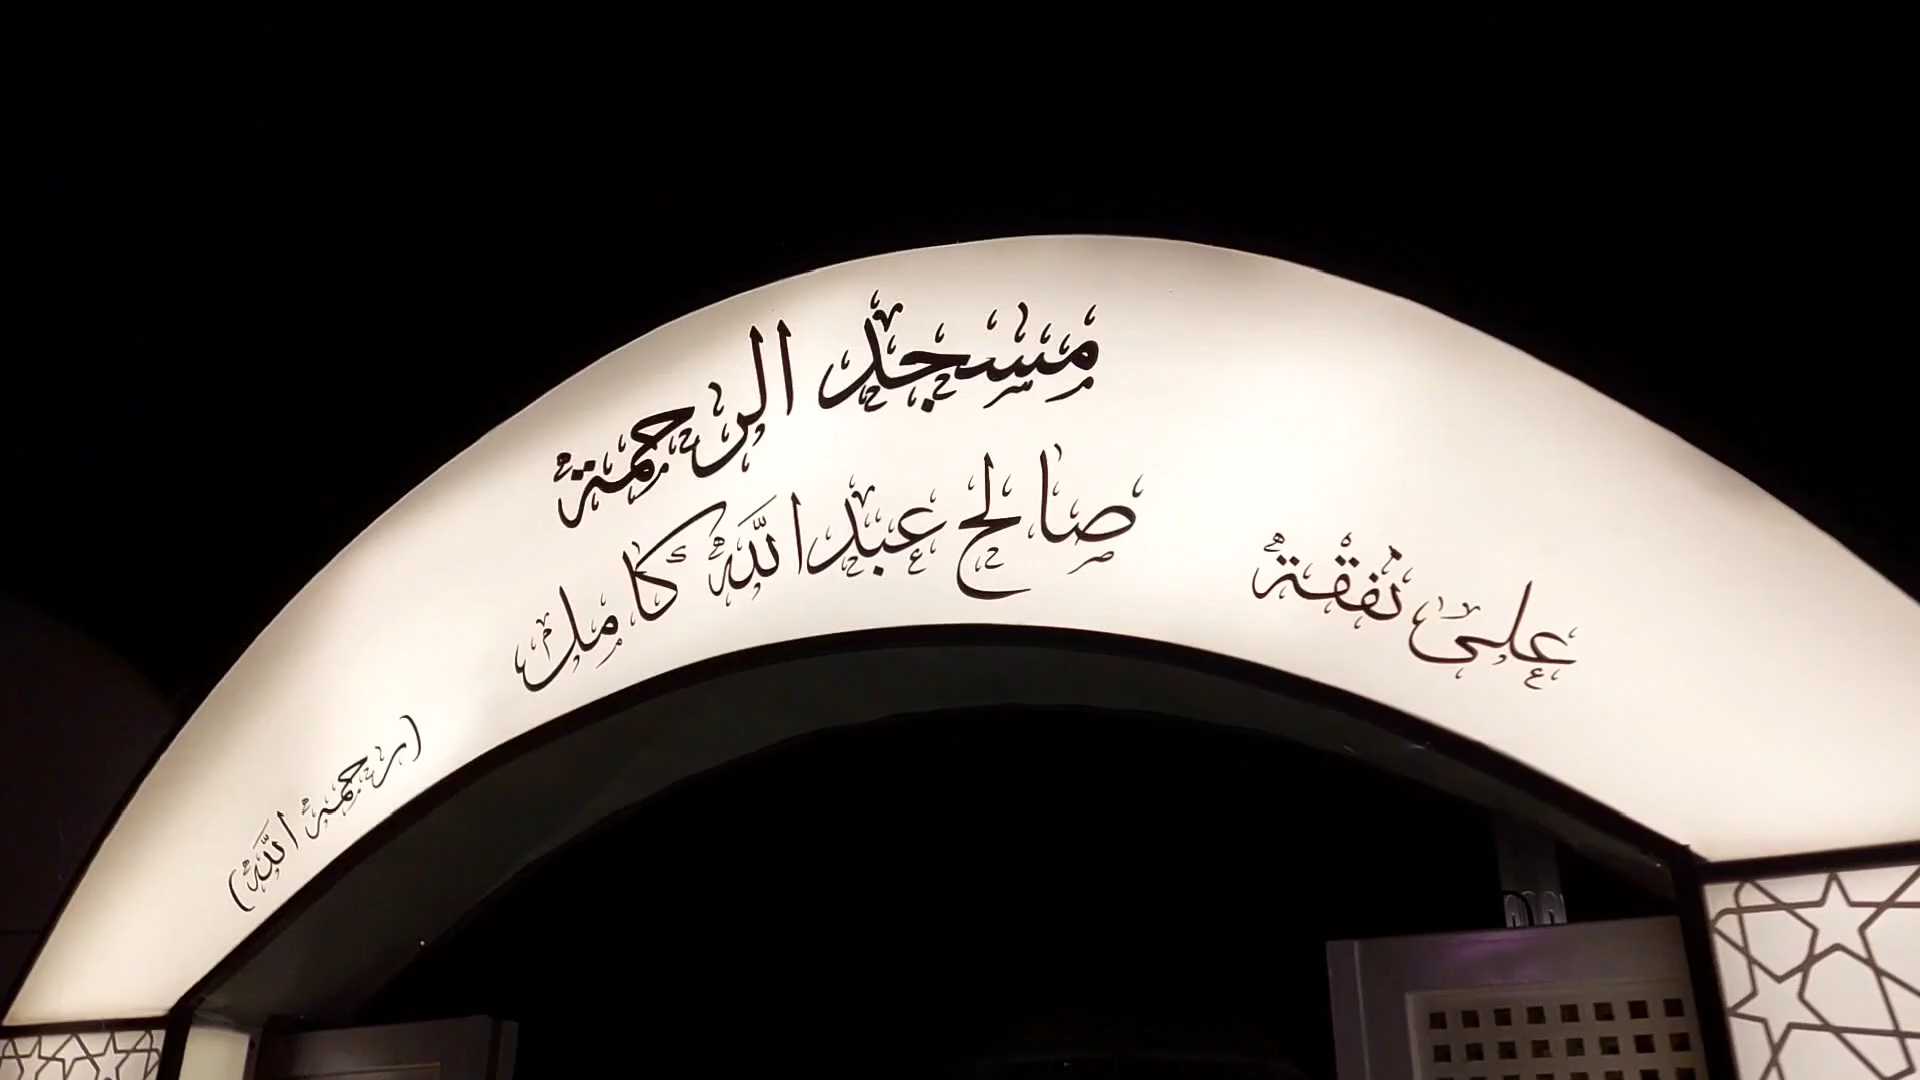 مسجد الرحمة
على نفقة
صالح عبدالله كامل
(رحمه الله)